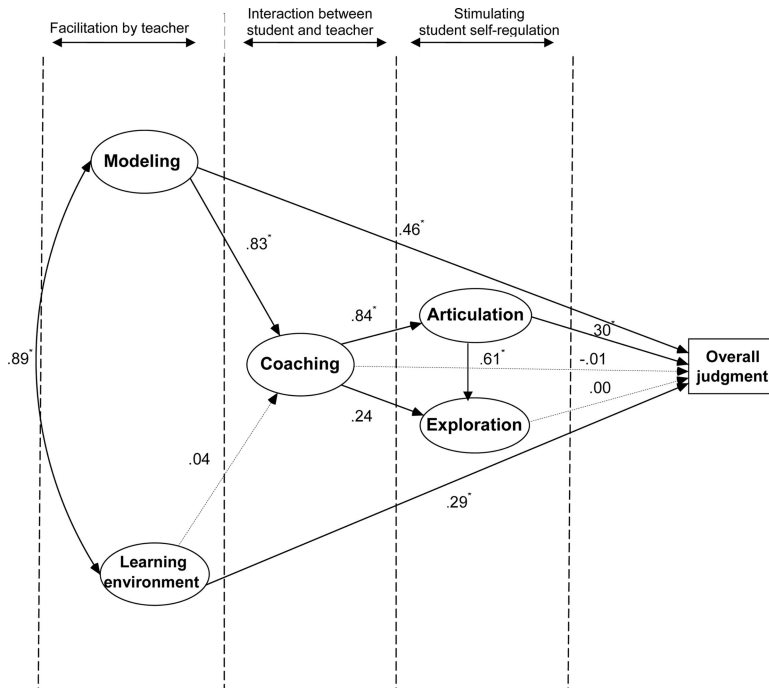 Facilitation by teacher
Interaction between
student and teacher
Stimulating
student self-regulation
Modeling
.46*
.83*
.84*
Articulation
.30*
.89*
Coaching
.61*
-.01
Overall
judgment
.00
.24
Exploration
.04
.29*
Learning
environment